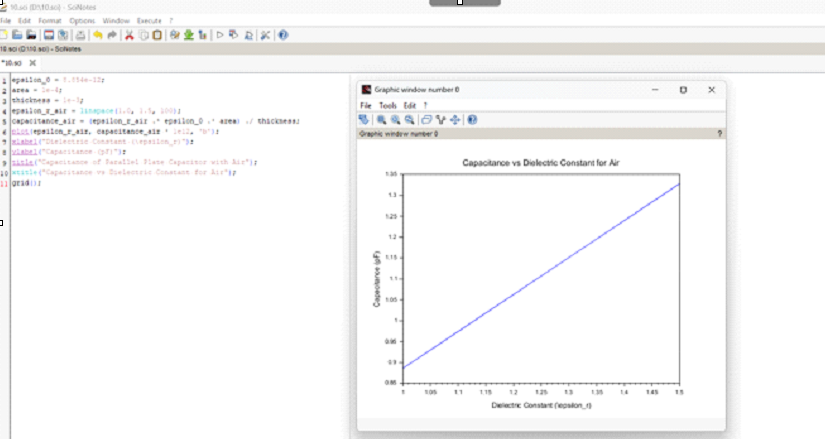 10.sci (D:\10.sci) - SciNotes
File Edit Format Options Window Execute ?
10.sci (D:\10.sci) - SciNotes
*10.sci
1 epsilon_0 = 8.854e-12;
2 area = 1e-4;
3 thickness = 1e-3;
4 epsilon_r_air = linspace(1.0, 1.5, 100);
5 capacitance_air = (epsilon_r_air .* epsilon_0 .* area) ./ thickness;
6 plot(epsilon_r_air, capacitance_air * 1e12, 'b');
7 xlabel("Dielectric Constant (\epsilon_r)");
8 ylabel("Capacitance (pF)");
9 title("Capacitance of Parallel Plate Capacitor with Air");
10 xtitle("Capacitance vs Dielectric Constant for Air");
11 grid();
Graphic window number 0
File Tools Edit ?
Graphic window number 0 ?
Capacitance vs Dielectric Constant for Air
1.35
1.3
1.25
1.2
1.15
1.1
1.05
1
0.95
0.9
0.85
Capacitance (pF)
1 1.05 1.1 1.15 1.2 1.25 1.3 1.35 1.4 1.45 1.5
Dielectric Constant (\epsilon_r)